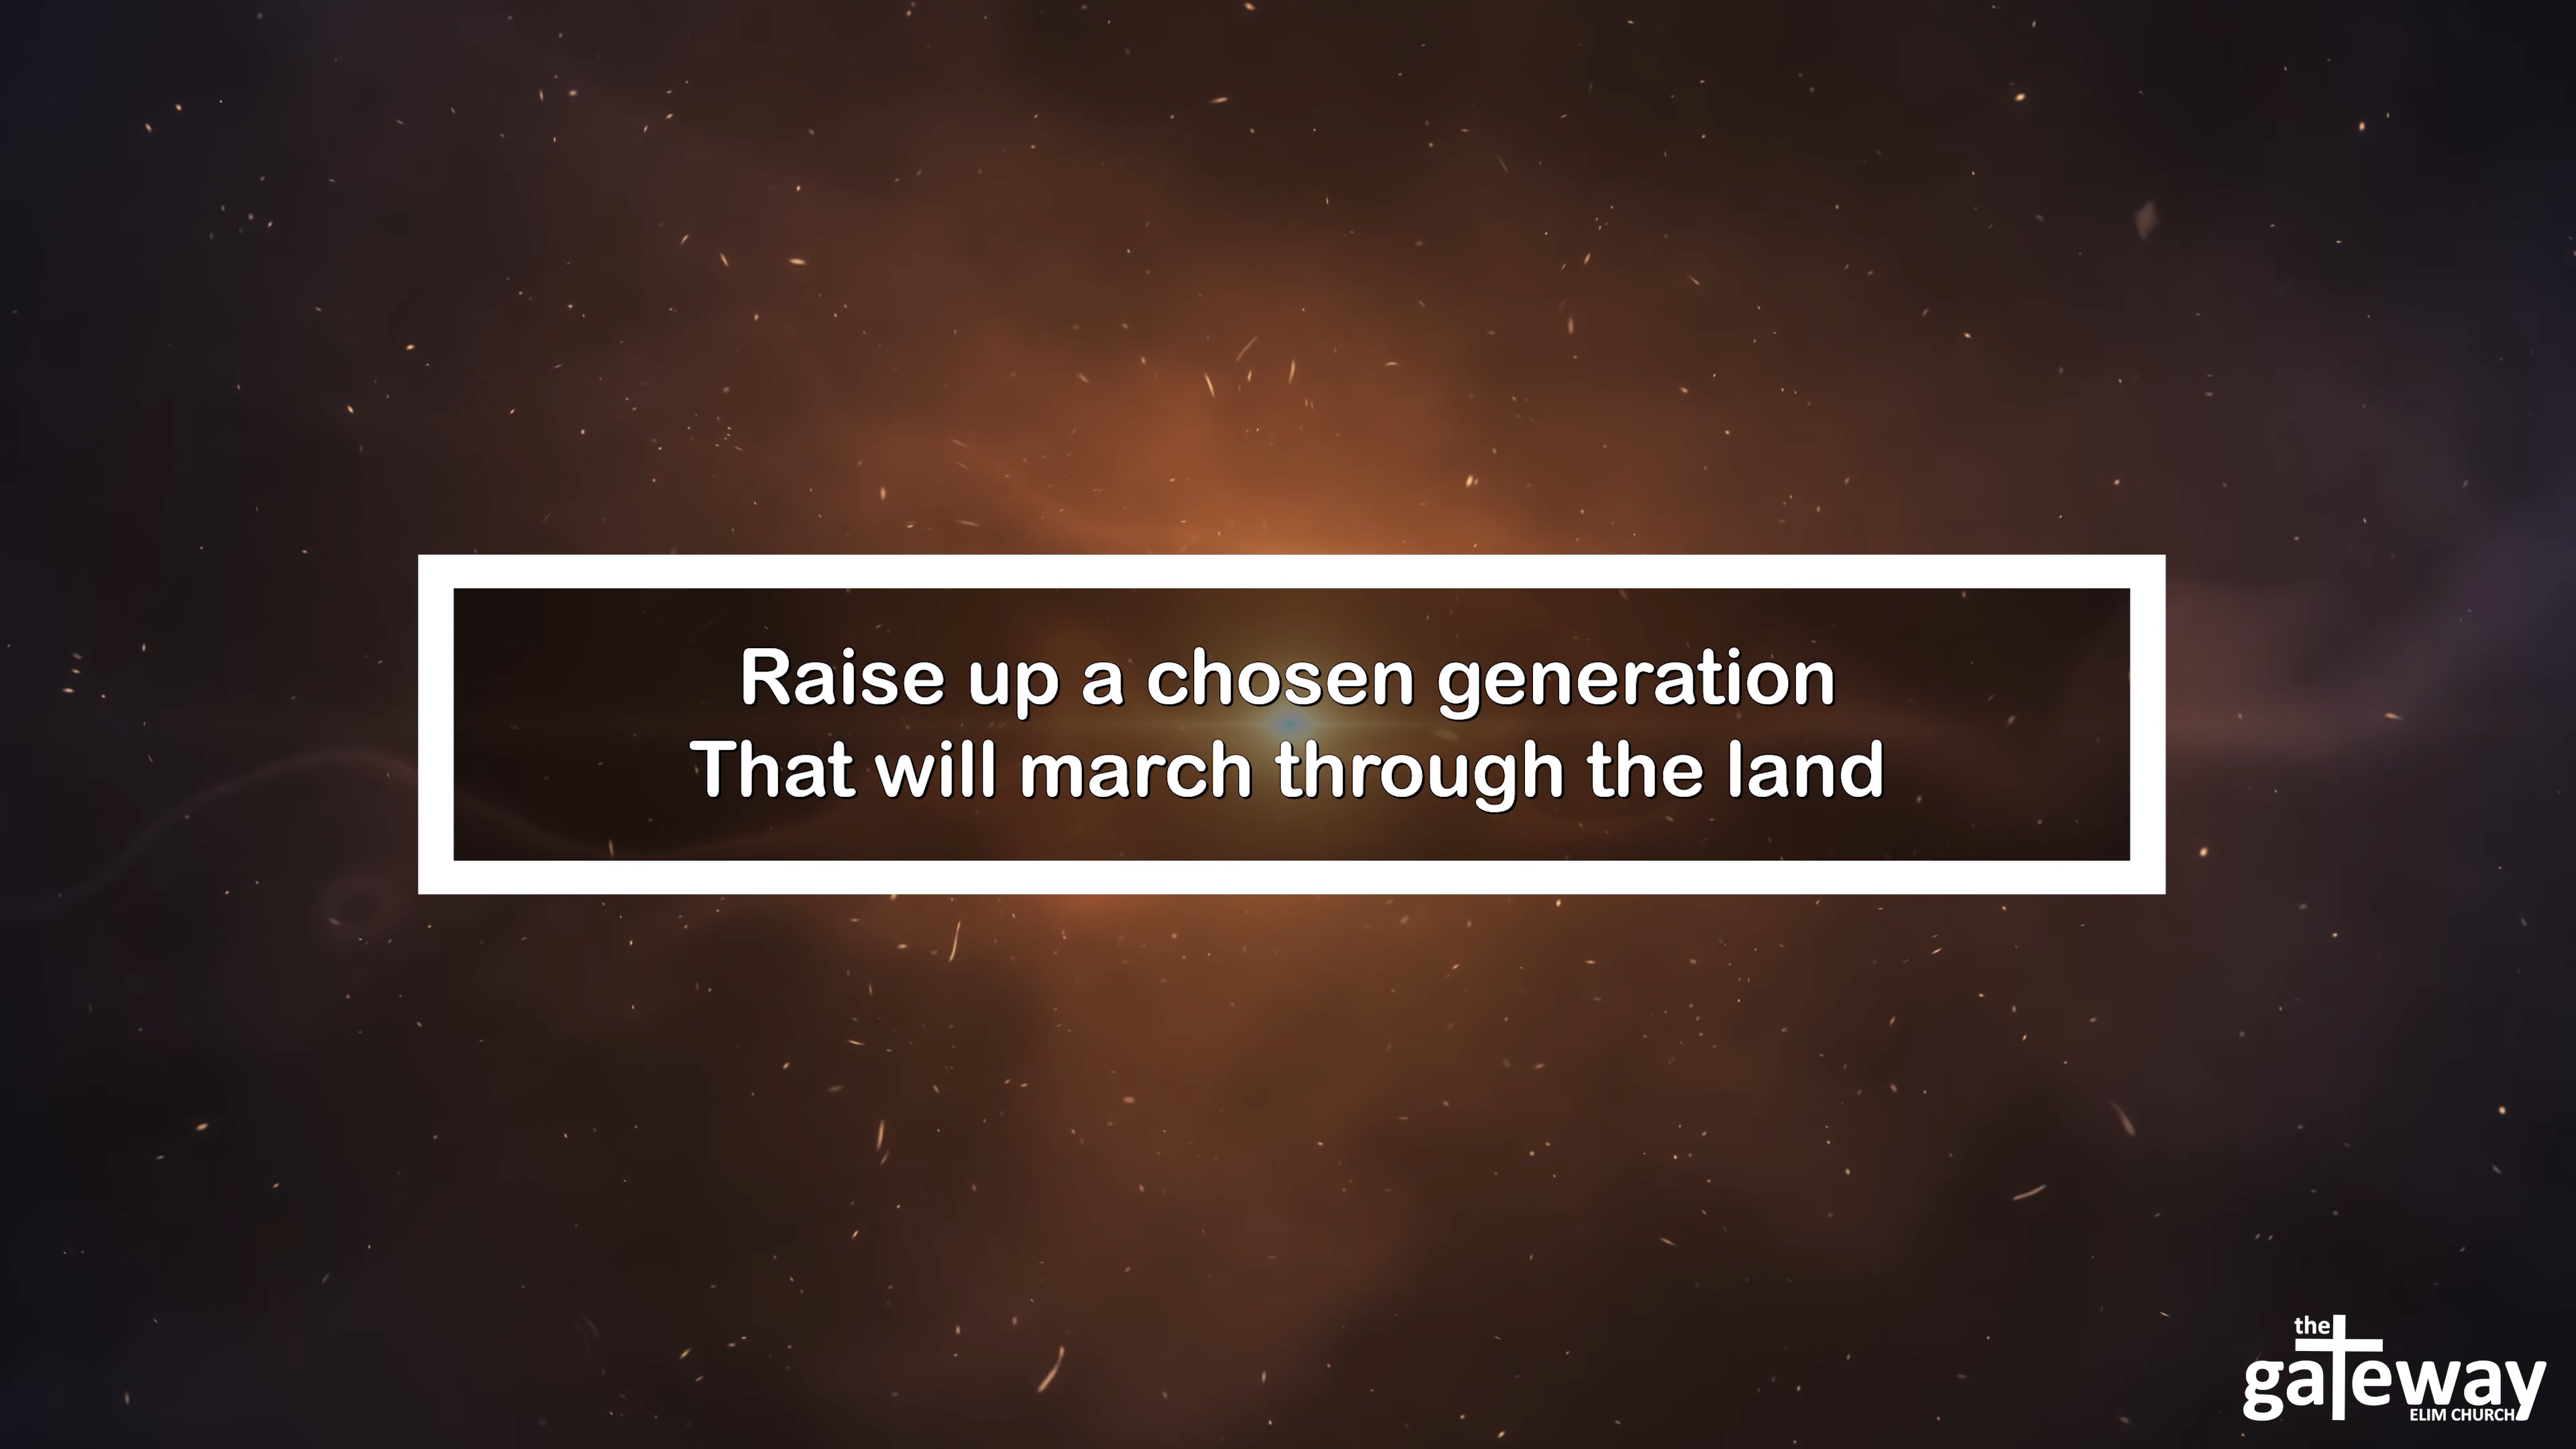 Raise up a chosen generation
That will march through the land
the
gateway
ELIM CHURCH